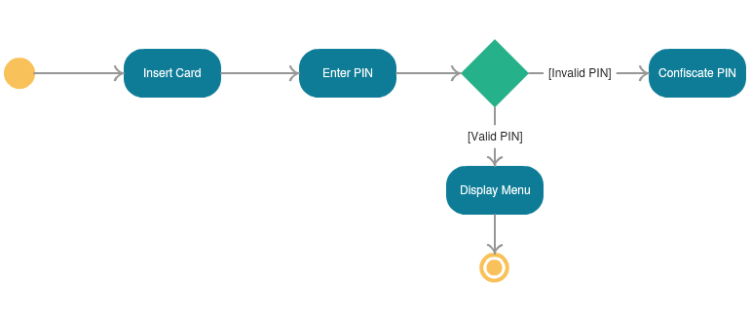 Insert Card
Enter PIN
[Invalid PIN]
Confiscate PIN
[Valid PIN]
Display Menu